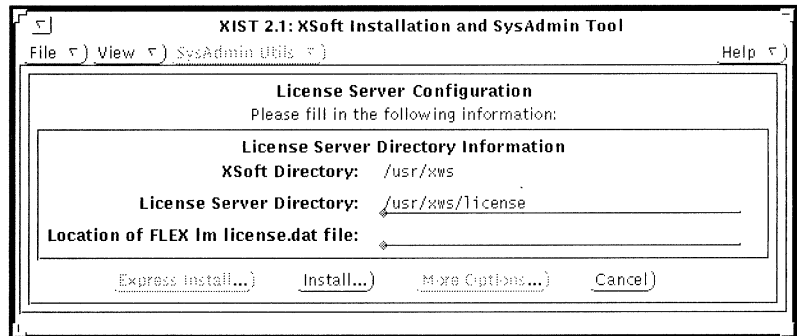 XIST 2.1: XSoft Installation and SysAdmin Tool
File View SysAdmin Utils Help
License Server Configuration
Please fill in the following information:
License Server Directory Information
XSoft Directory: /usr/xws
License Server Directory: /usr/xws/license
Location of FLEX lm license.dat file:
Express Install... Install... More Options... Cancel